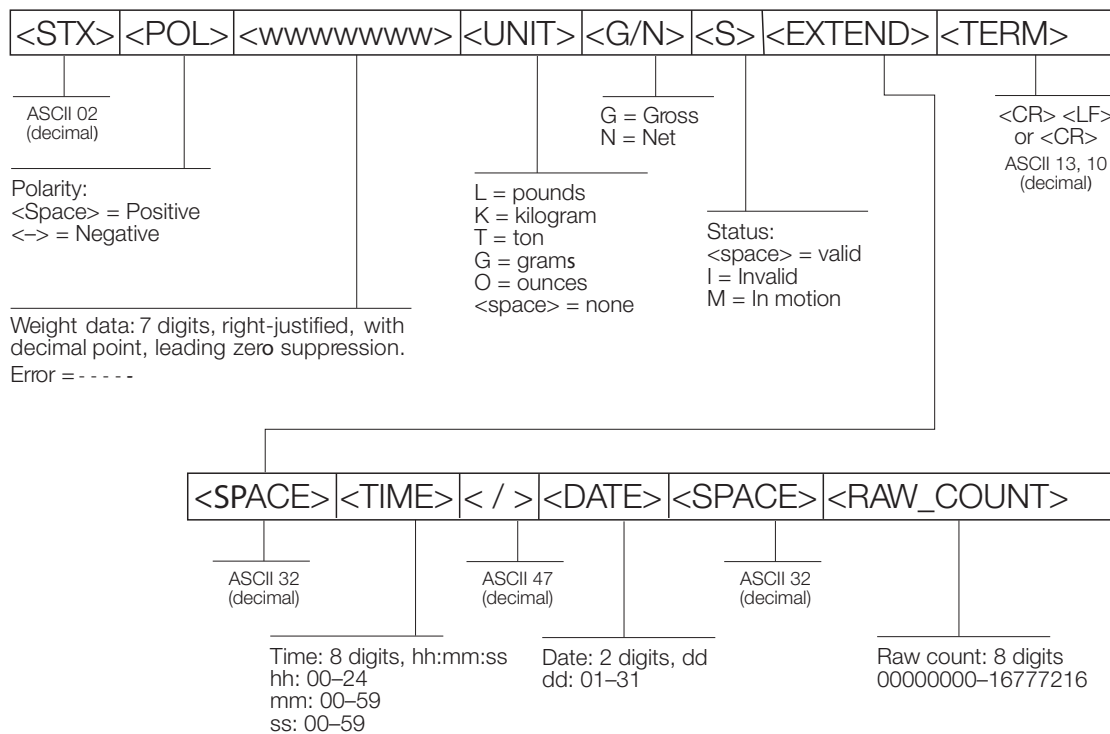 <STX> <POL> <wwwwwww> <UNIT> <G/N> <S> <EXTEND> <TERM>
ASCII 02
(decimal)
Polarity:
<Space> = Positive
<–> = Negative
Weight data: 7 digits, right-justified, with
decimal point, leading zero suppression.
Error = - - - - -
L = pounds
K = kilogram
T = ton
G = grams
O = ounces
<space> = none
G = Gross
N = Net
Status:
<space> = valid
I = Invalid
M = In motion
<CR> <LF>
or <CR>
ASCII 13, 10
(decimal)
<SPACE> <TIME> < / > <DATE> <SPACE> <RAW_COUNT>
ASCII 32
(decimal)
Time: 8 digits, hh:mm:ss
hh: 00–24
mm: 00–59
ss: 00–59
ASCII 47
(decimal)
Date: 2 digits, dd
dd: 01–31
ASCII 32
(decimal)
Raw count: 8 digits
00000000–16777216